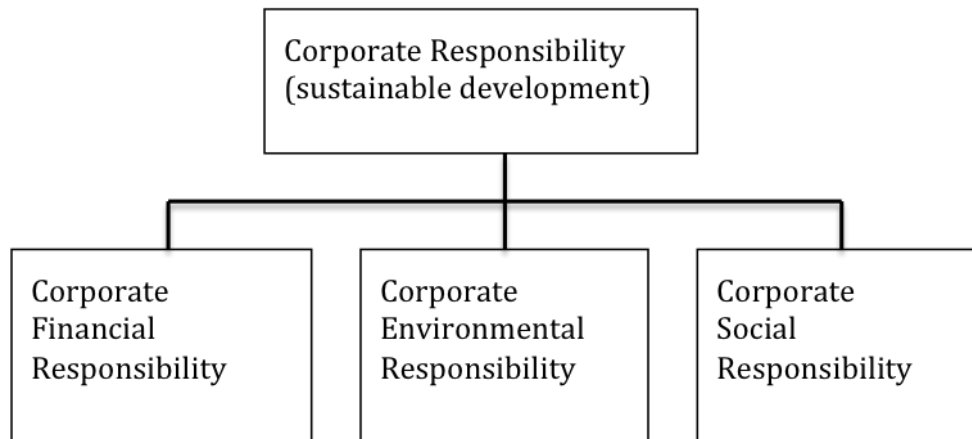 Corporate Responsibility
(sustainable development)
Corporate
Financial
Responsibility
Corporate
Environmental
Responsibility
Corporate
Social
Responsibility